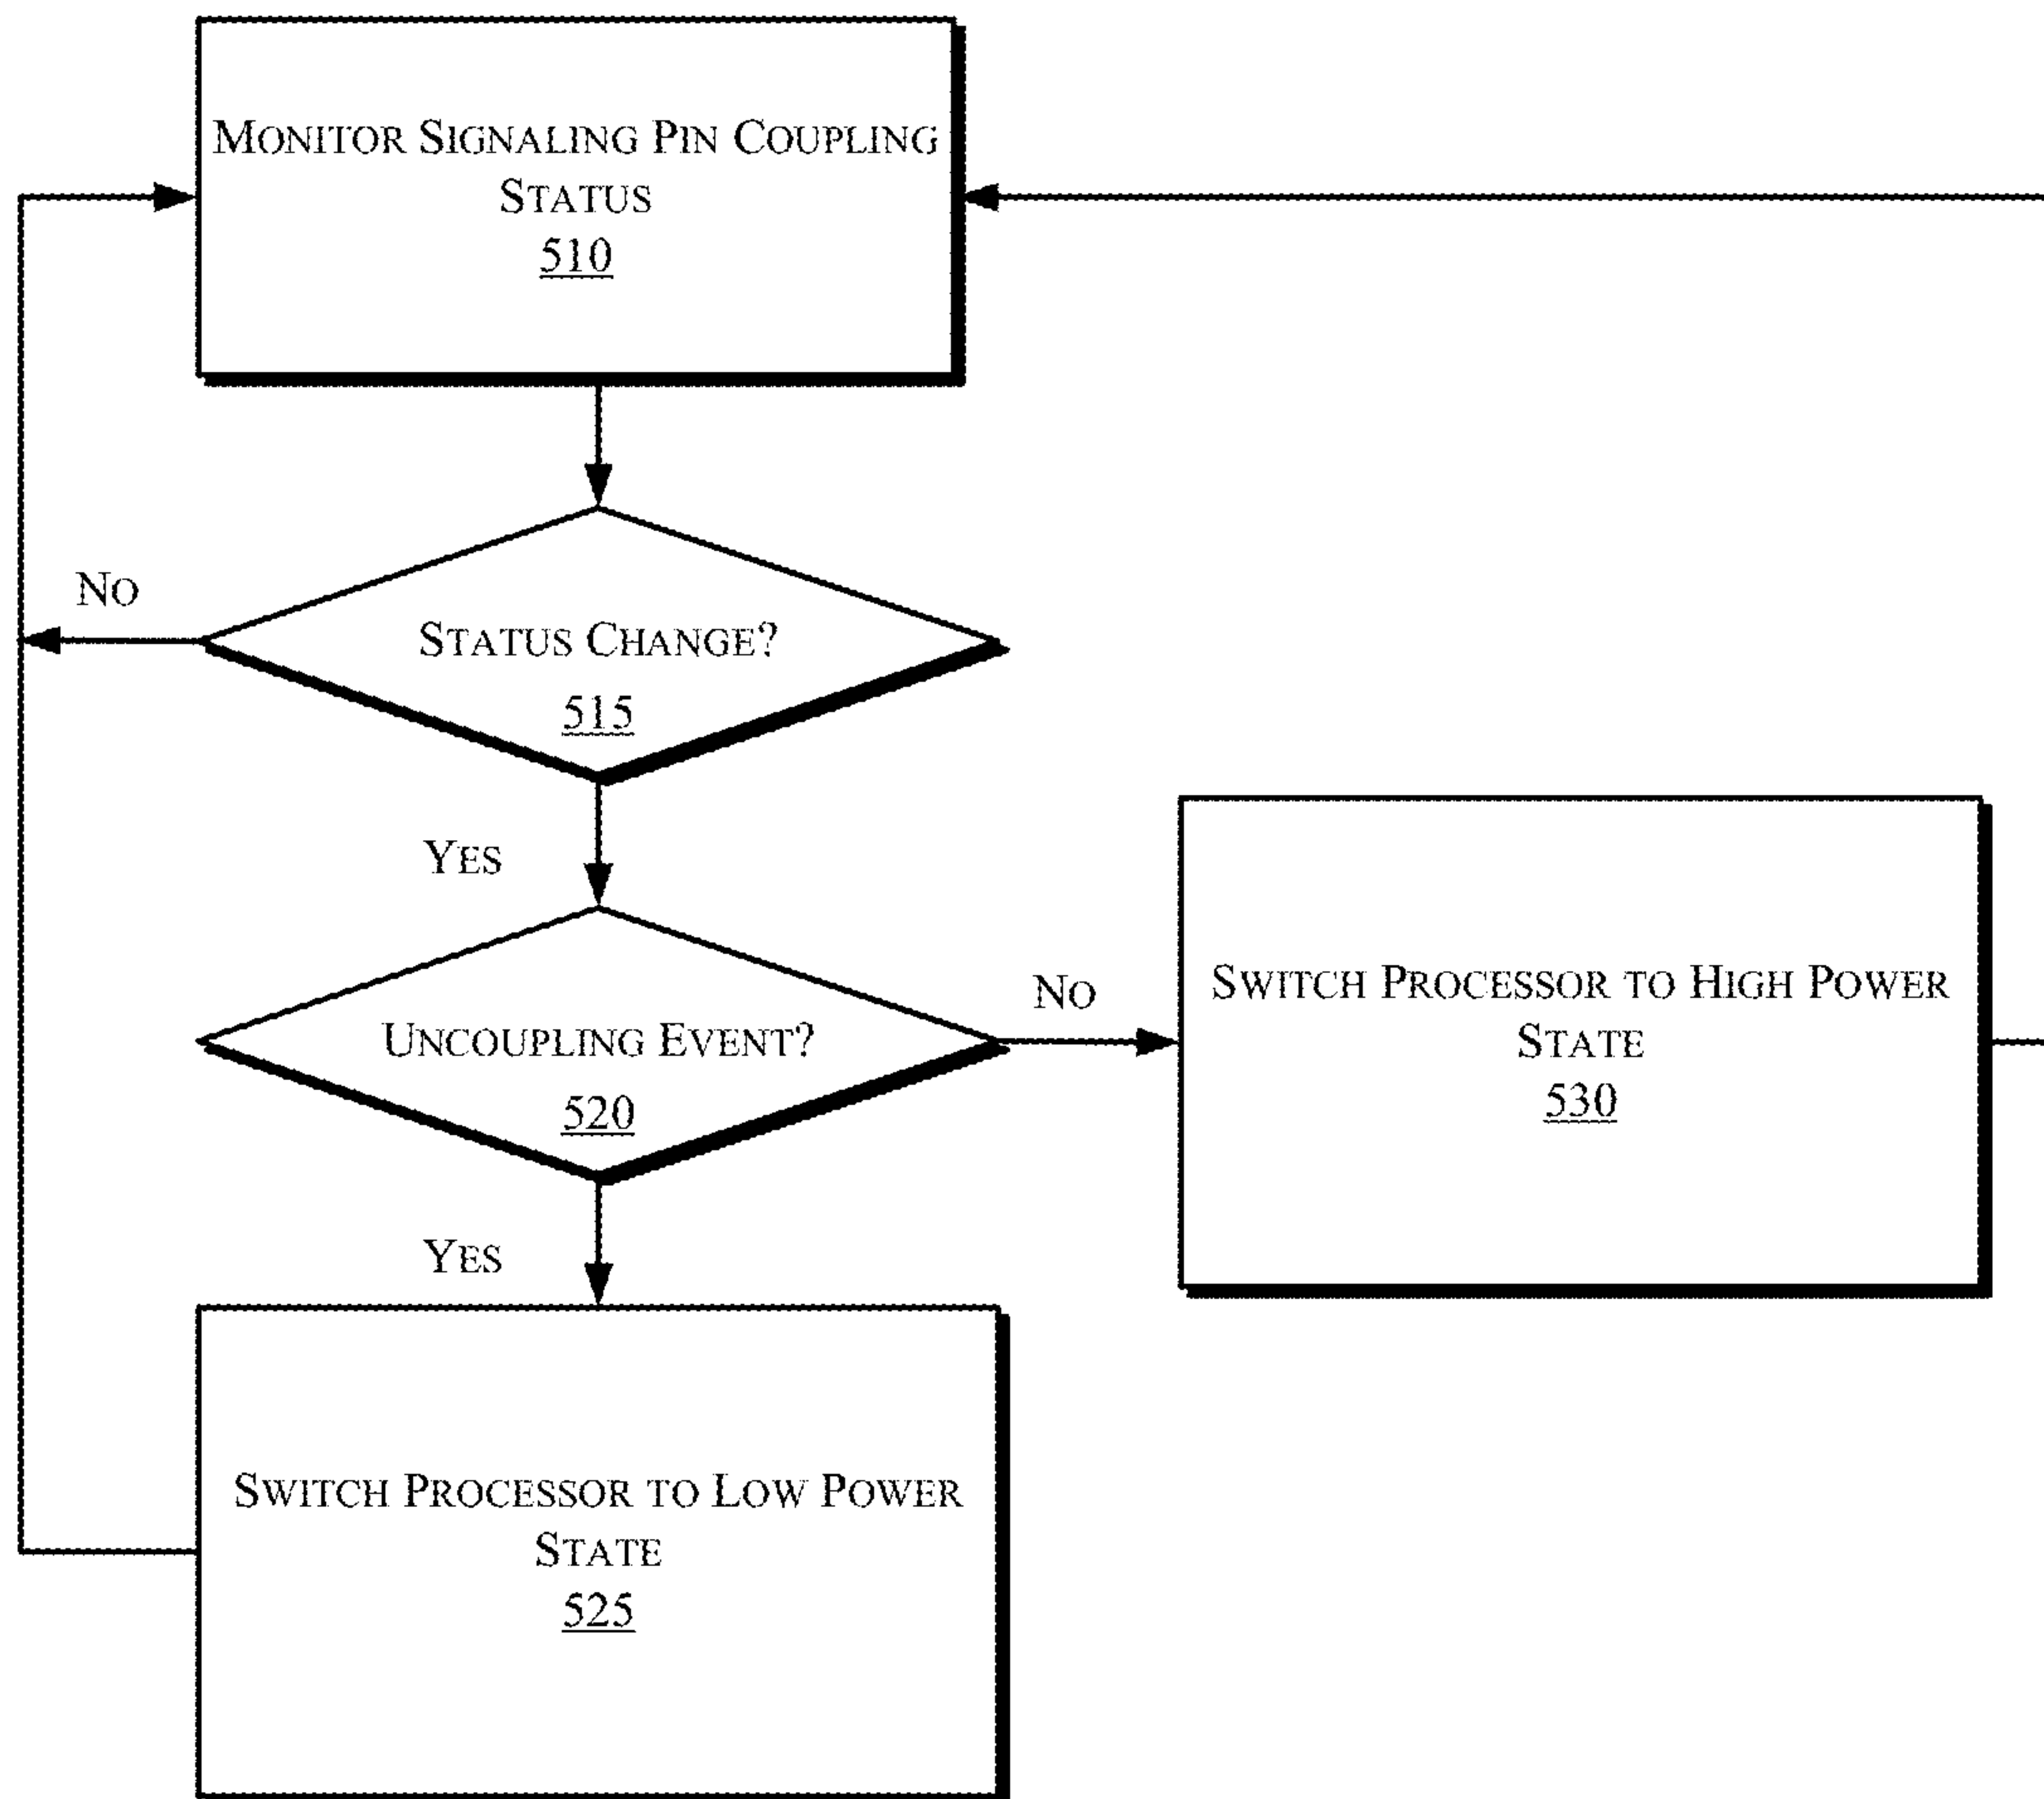 MONITOR SIGNALING PIN COUPLING
STATUS
510
NO
STATUS CHANGE?
515
YES
UNCOUPLING EVENT?
520
NO
SWITCH PROCESSOR TO HIGH POWER
STATE
530
YES
SWITCH PROCESSOR TO LOW POWER
STATE
525